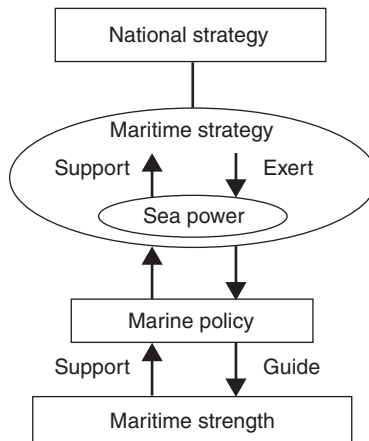 National strategy
Maritime strategy
Support Exert
Sea power
Marine policy
Support Guide
Maritime strength